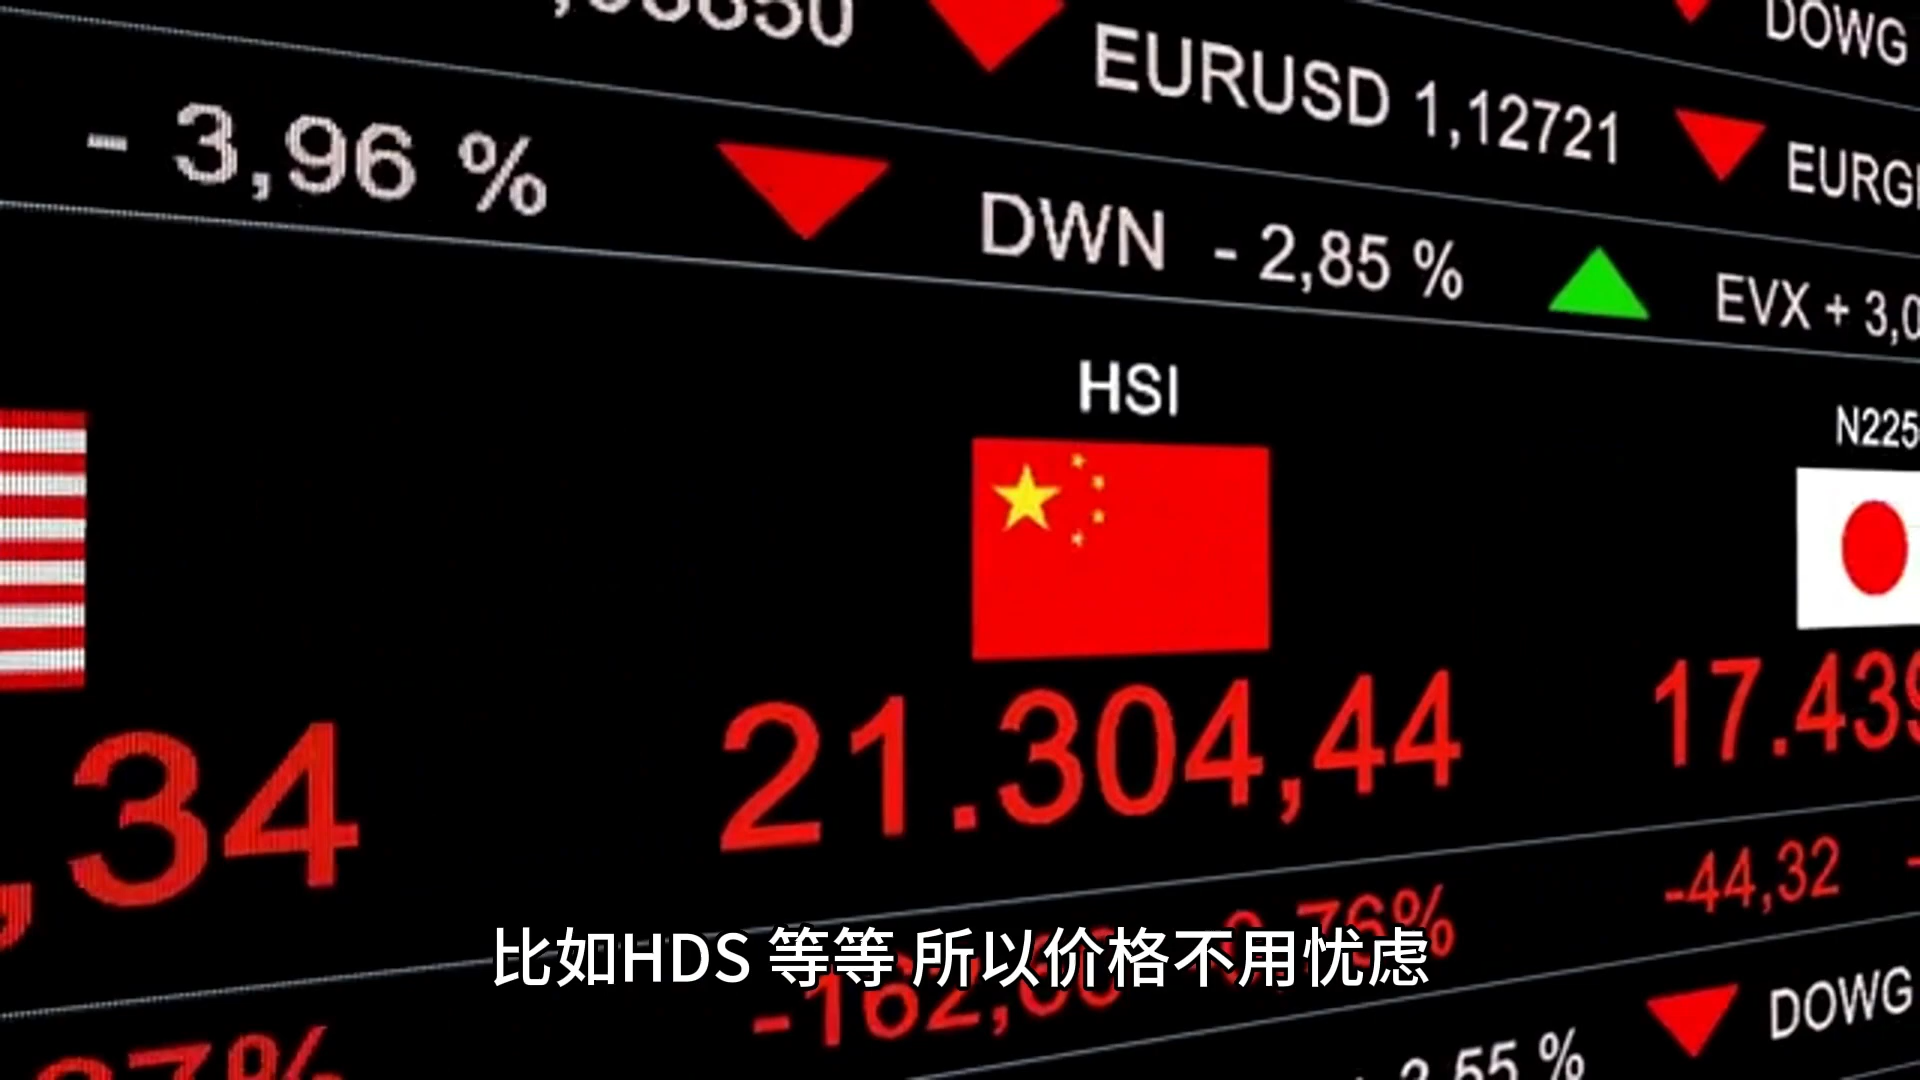 DOWG
EURUSD 1,12721
- 3,96 %
DWN - 2,85 %
EVX + 3,0
HSI
N225
21.304,44
17.439
,34
-44,32
比如HDS 等等 所以价格不用忧虑
DOWG